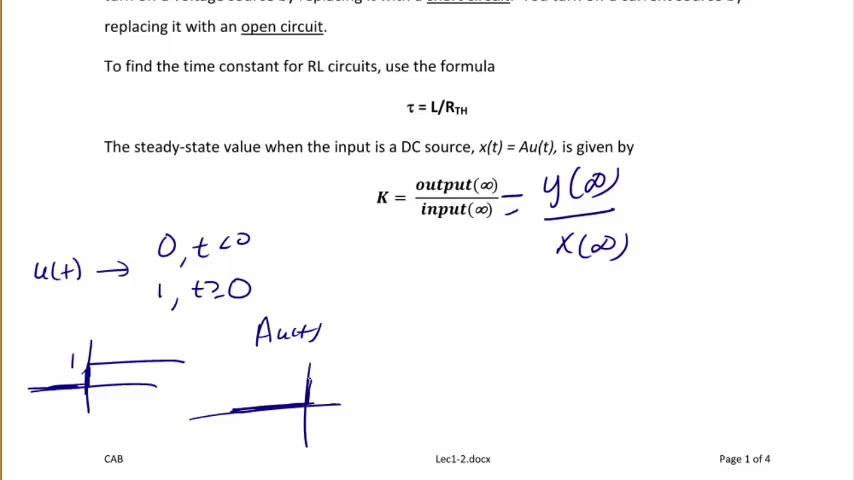 replacing it with an open circuit.
To find the time constant for RL circuits, use the formula
τ = L/R_TH
The steady-state value when the input is a DC source, x(t) = Au(t), is given by
K = output(∞) / input(∞) = y(∞) / x(∞)
u(t) → 0, t<0
1, t≥0
Au(t)
1
CAB Lec1-2.docx Page 1 of 4